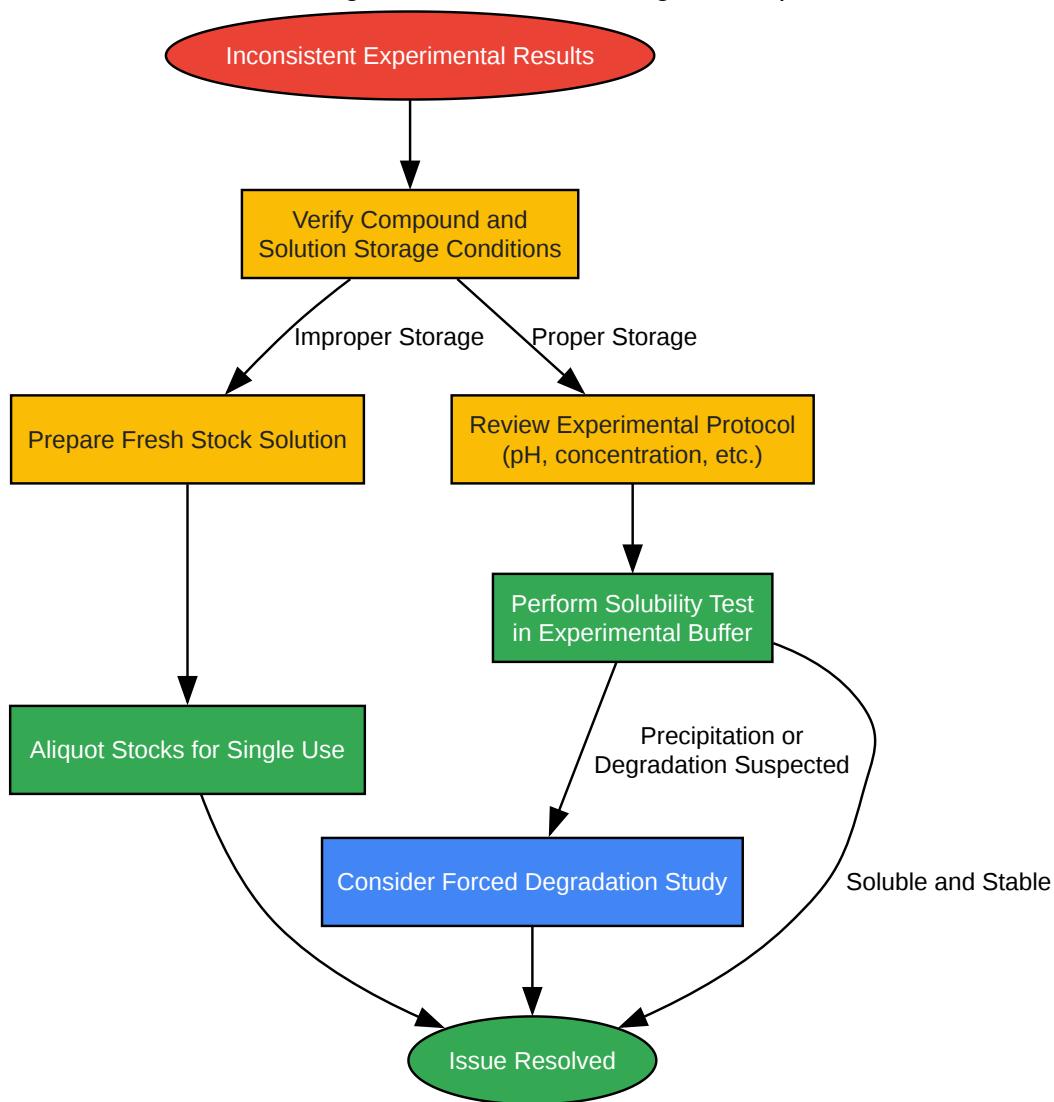 Inconsistent Experimental Results
Verify Compound and
Solution Storage Conditions
Improper Storage
Proper Storage
Prepare Fresh Stock Solution
Review Experimental Protocol
(pH, concentration, etc.)
Perform Solubility Test
in Experimental Buffer
Aliquot Stocks for Single Use
Precipitation or
Degradation Suspected
Consider Forced Degradation Study
Soluble and Stable
Issue Resolved